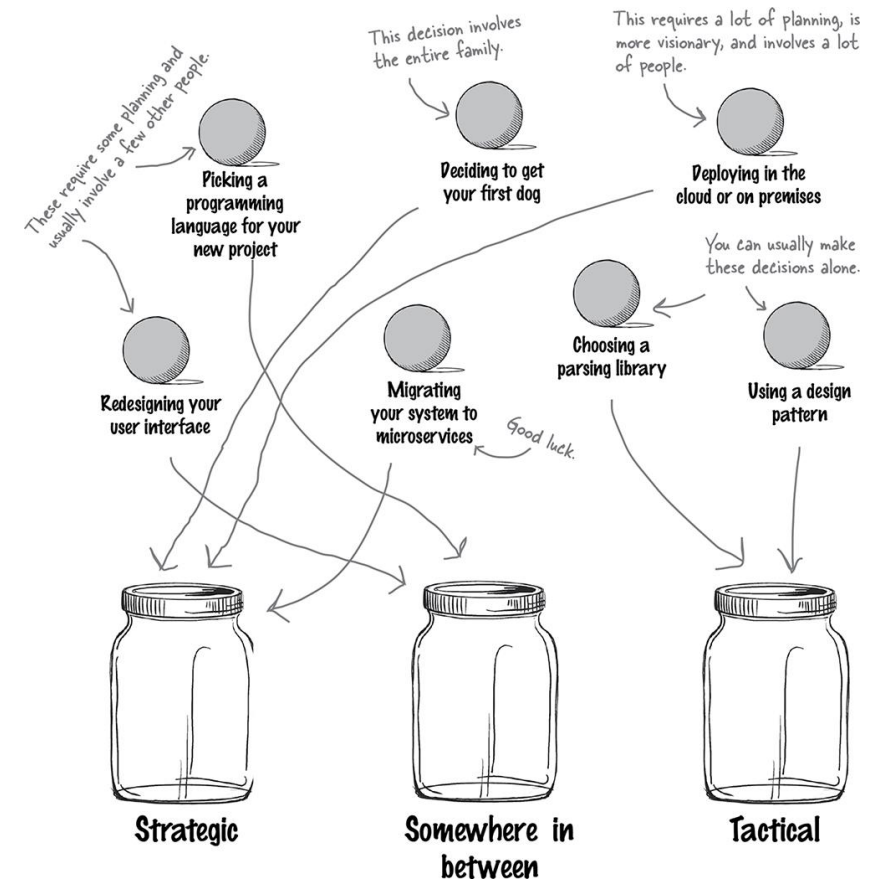 These require some planning and
usually involve a few other people.
This decision involves
the entire family.
This requires a lot of planning, is
more visionary, and involves a lot
of people.
Picking a
programming
language for your
new project
Deciding to get
your first dog
Deploying in the
cloud or on premises
You can usually make
these decisions alone.
Redesigning your
user interface
Migrating
your system to
microservices
Good luck.
Choosing a
parsing library
Using a design
pattern
Strategic
Somewhere in
between
Tactical